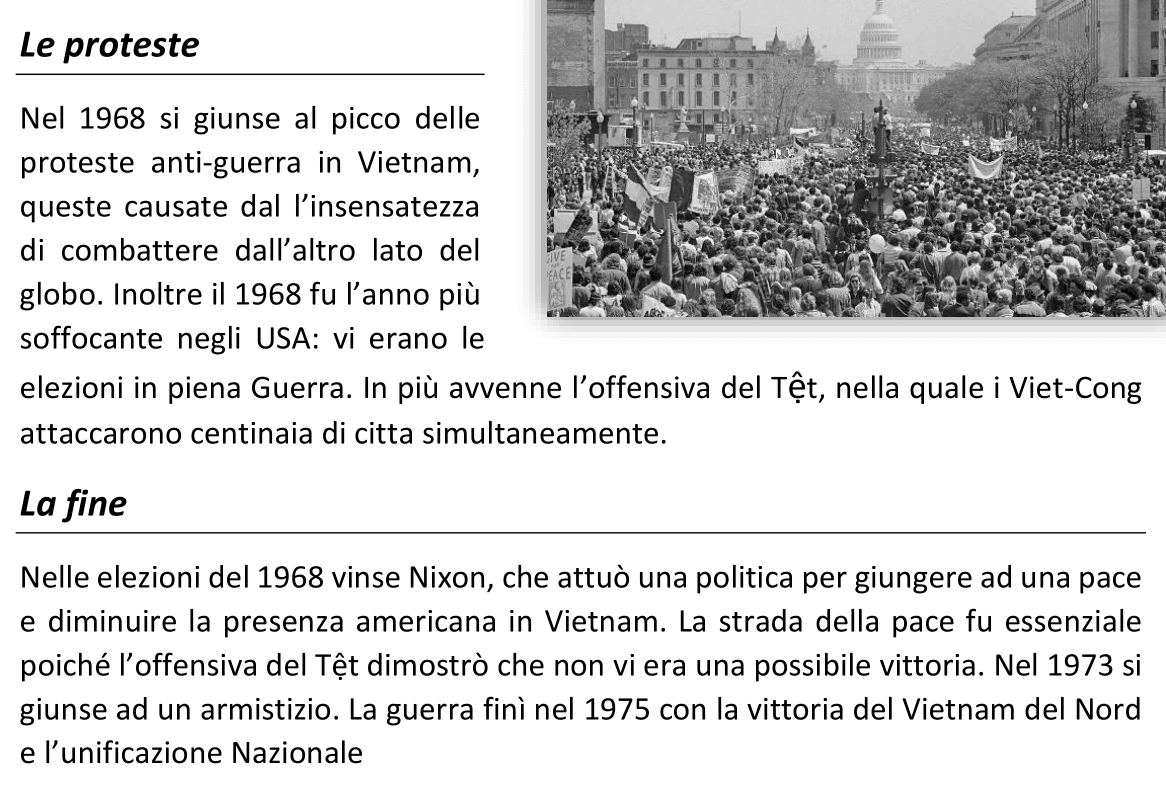 Le proteste
Nel 1968 si giunse al picco delle
proteste anti-guerra in Vietnam,
queste causate dal l’insensatezza
di combattere dall’altro lato del
globo. Inoltre il 1968 fu l’anno più
soffocante negli USA: vi erano le
elezioni in piena Guerra. In più avvenne l’offensiva del Tệt, nella quale i Viet-Cong
attaccarono centinaia di citta simultaneamente.
GIVE
PEACE
La fine
Nelle elezioni del 1968 vinse Nixon, che attuò una politica per giungere ad una pace
e diminuire la presenza americana in Vietnam. La strada della pace fu essenziale
poiché l’offensiva del Tệt dimostrò che non vi era una possibile vittoria. Nel 1973 si
giunse ad un armistizio. La guerra finì nel 1975 con la vittoria del Vietnam del Nord
e l’unificazione Nazionale